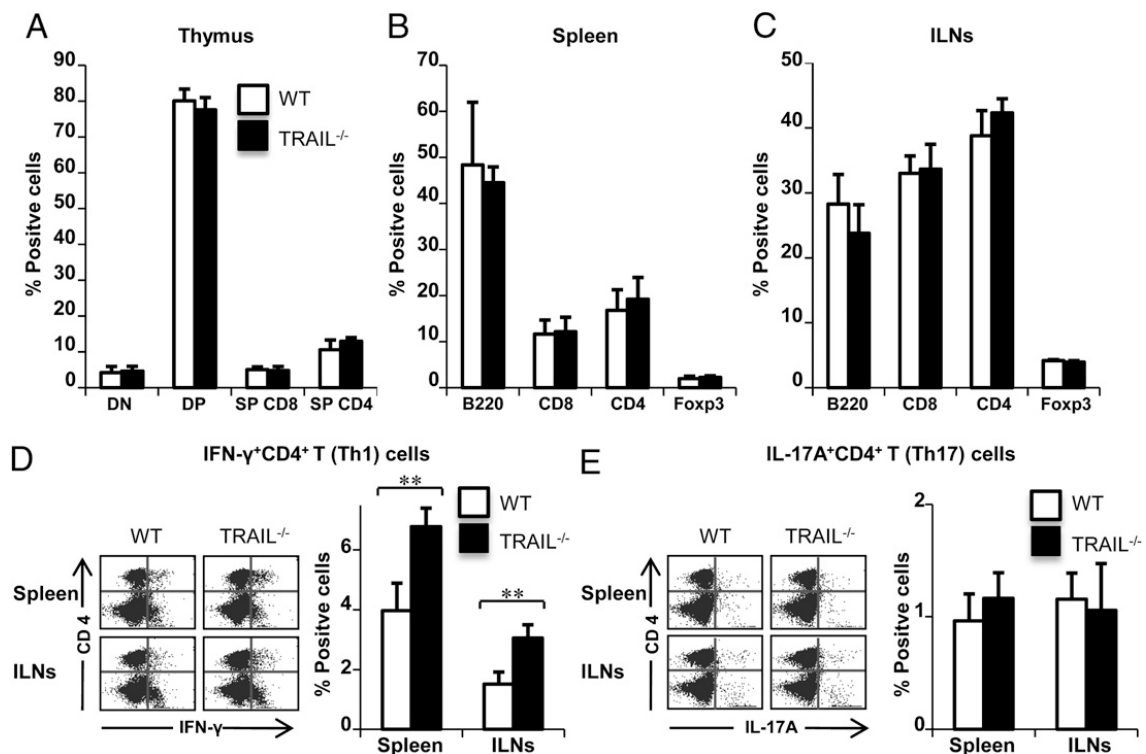 A
Thymus
% Positve cells
90
80
70
60
50
40
30
20
10
0
WT
TRAIL-/-
DN DP SP CD8 SP CD4
B
Spleen
% Positve cells
70
60
50
40
30
20
10
0
B220 CD8 CD4 Foxp3
C
ILNs
% Positve cells
50
40
30
20
10
0
B220 CD8 CD4 Foxp3
D
IFN-γ+CD4+ T (Th1) cells
WT TRAIL-/-
Spleen
ILNs
CD 4
IFN-γ
% Positive cells
6
4
2
0
**
**
WT
TRAIL-/-
Spleen ILNs
E
IL-17A+CD4+ T (Th17) cells
WT TRAIL-/-
Spleen
ILNs
CD 4
IL-17A
% Positive cells
2
1
0
WT
TRAIL-/-
Spleen ILNs